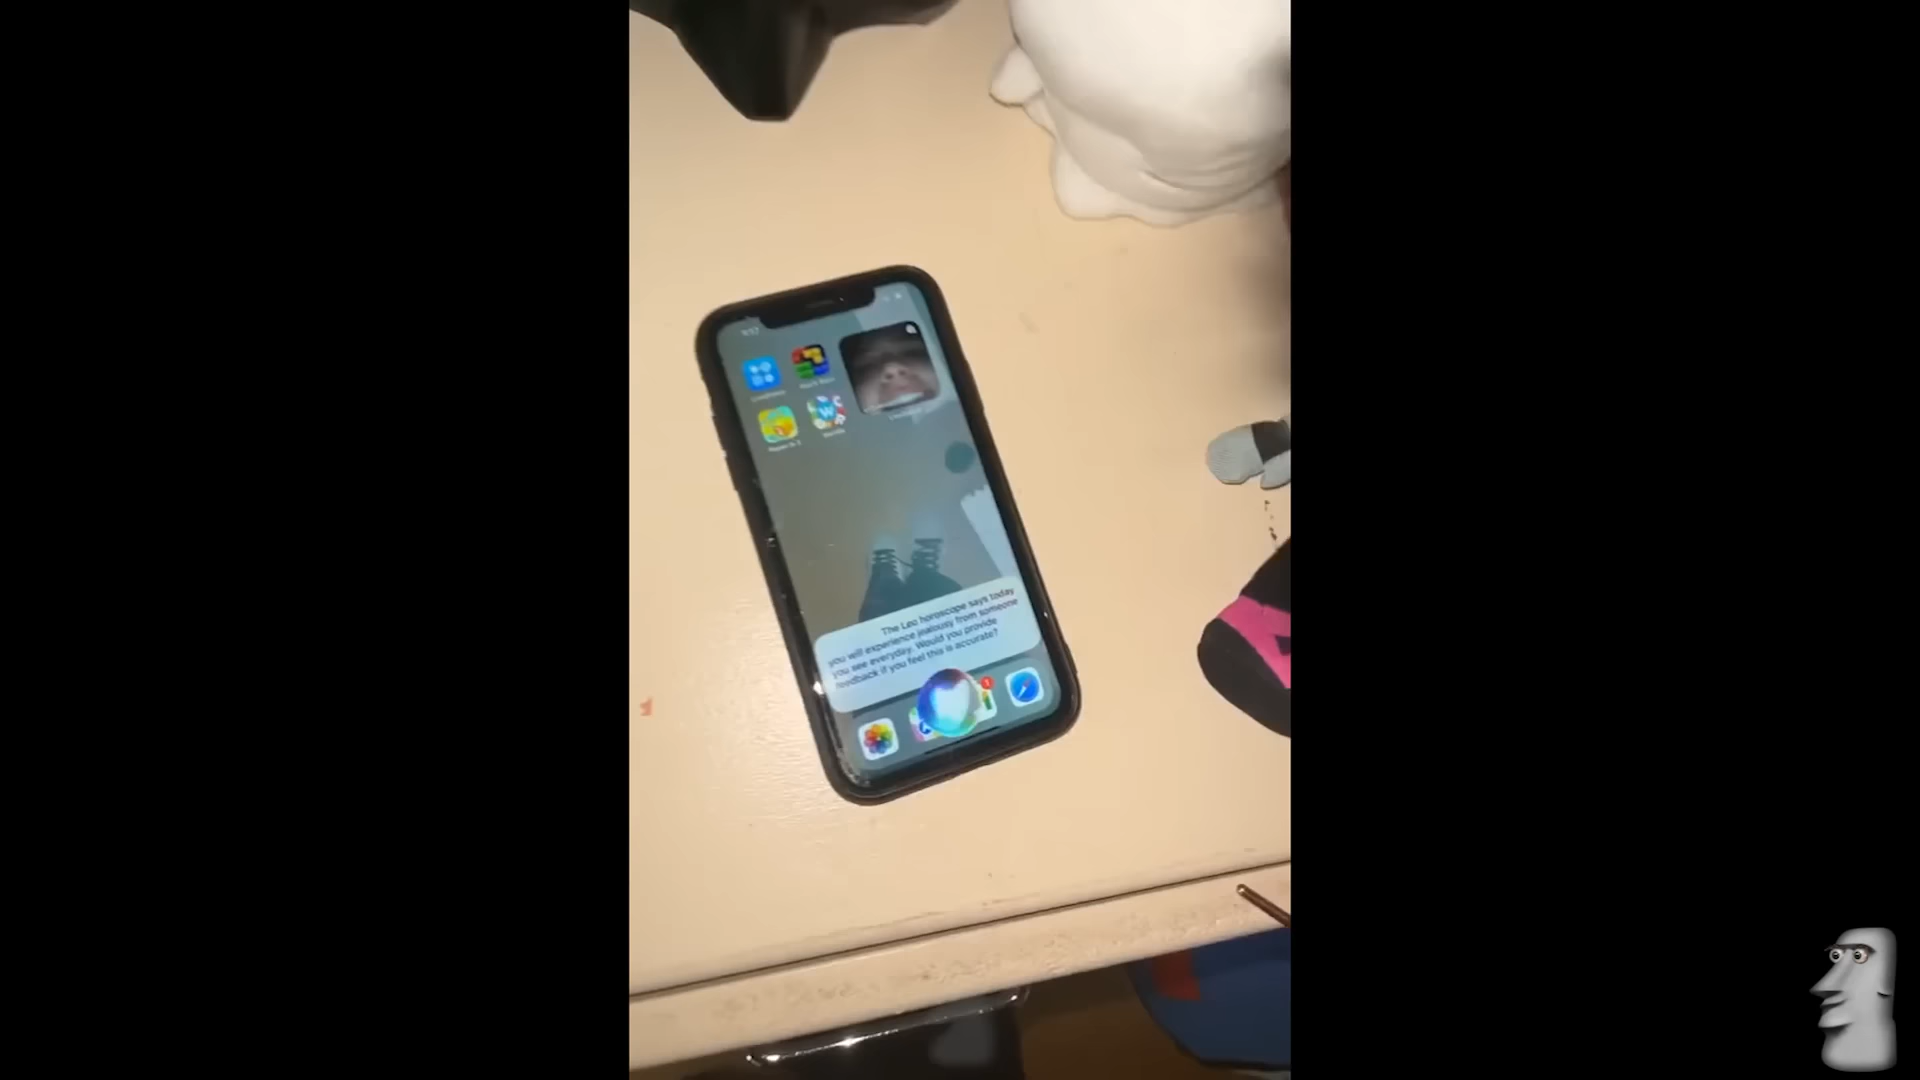 The Leo horoscope says today
you will experience jealousy from someone
you see everyday. Would you provide
feedback if you feel this is accurate?
W
1